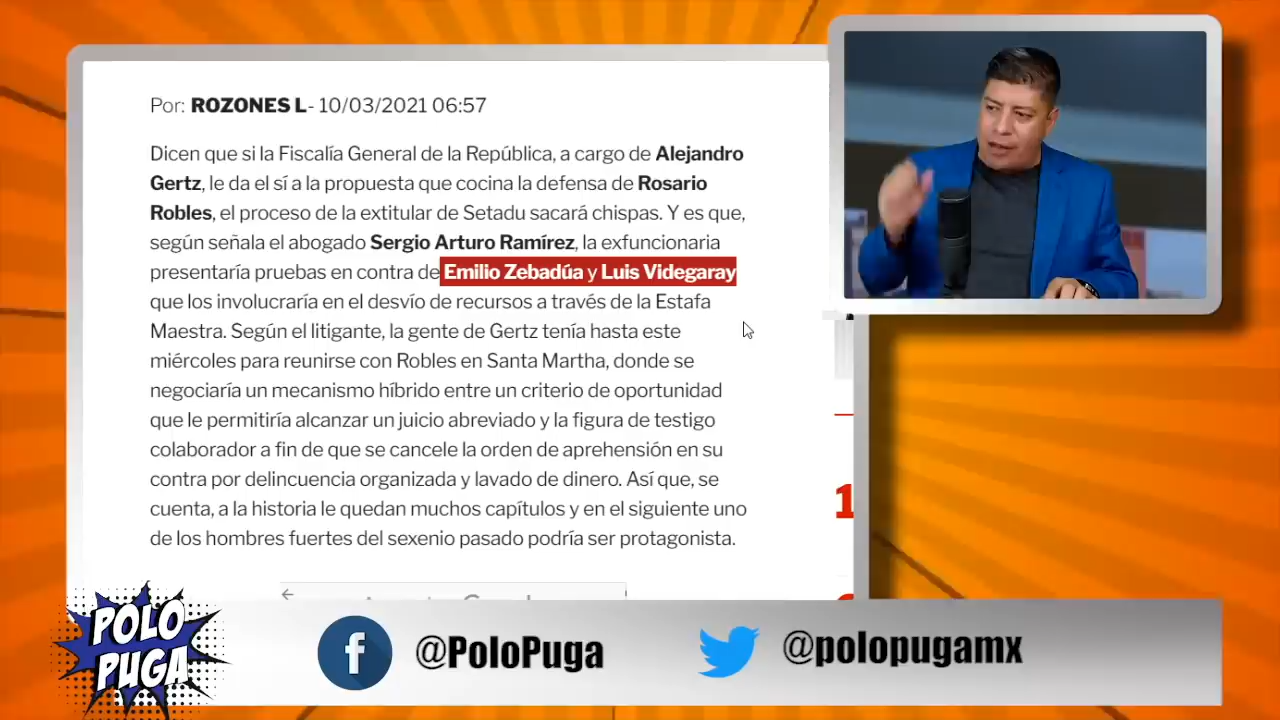 Por: ROZONES L- 10/03/2021 06:57
Dicen que si la Fiscalía General de la República, a cargo de Alejandro
Gertz, le da el sí a la propuesta que cocina la defensa de Rosario
Robles, el proceso de la extitular de Setadu sacará chispas. Y es que,
según señala el abogado Sergio Arturo Ramírez, la exfuncionaria
presentaría pruebas en contra de Emilio Zebadúa y Luis Videgaray
que los involucraría en el desvío de recursos a través de la Estafa
Maestra. Según el litigante, la gente de Gertz tenía hasta este
miércoles para reunirse con Robles en Santa Martha, donde se
negociaría un mecanismo híbrido entre un criterio de oportunidad
que le permitiría alcanzar un juicio abreviado y la figura de testigo
colaborador a fin de que se cancele la orden de aprehensión en su
contra por delincuencia organizada y lavado de dinero. Así que, se
cuenta, a la historia le quedan muchos capítulos y en el siguiente uno
de los hombres fuertes del sexenio pasado podría ser protagonista.
1
POLO
PUGA
@PoloPuga
@polopugamx